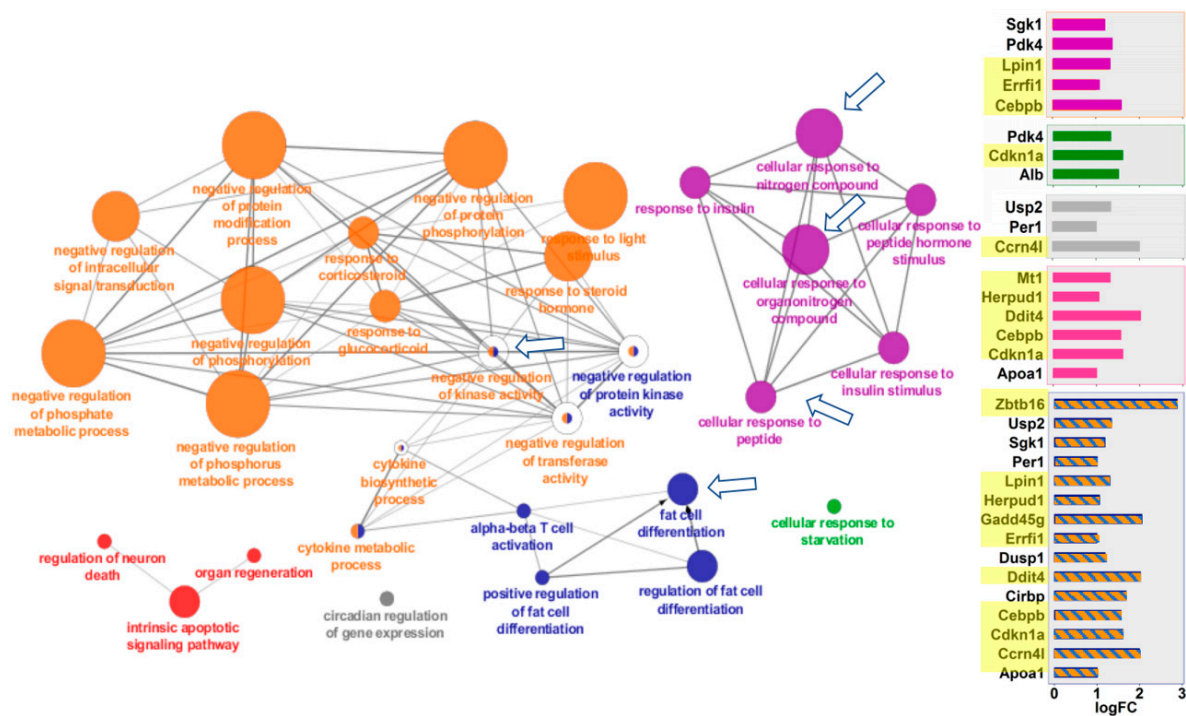 negative regulation
of protein
modification
process
negative regulation
of protein
phosphorylation
response to light
stimulus
negative regulation
of intracellular
signal transduction
response to
corticosteroid
response to steroid
hormone
negative regulation
of phosphorylation
response to
glucocorticoid
negative regulation
of kinase activity
negative regulation
of protein kinase
activity
negative regulation
of phosphate
metabolic process
negative regulation
of phosphorus
metabolic process
negative regulation
of transferase
activity
cytokine
biosynthetic
process
cytokine metabolic
process
cellular response to
nitrogen compound
response to insulin
cellular response to
peptide hormone
stimulus
cellular response to
organonitrogen
compound
cellular response to
insulin stimulus
cellular response to
peptide
alpha-beta T cell
activation
fat cell
differentiation
positive regulation
of fat cell
differentiation
regulation of fat cell
differentiation
cellular response to
starvation
regulation of neuron
death
organ regeneration
intrinsic apoptotic
signaling pathway
circadian regulation
of gene expression
Sgk1
Pdk4
Lpin1
Errfi1
Cebpb
Pdk4
Cdkn1a
Alb
Usp2
Per1
Ccrn4l
Mt1
Herpud1
Ddit4
Cebpb
Cdkn1a
Apoa1
Zbtb16
Usp2
Sgk1
Per1
Lpin1
Herpud1
Gadd45g
Errfi1
Dusp1
Ddit4
Cirbp
Cebpb
Cdkn1a
Ccrn4l
Apoa1
0 1 2 3
logFC